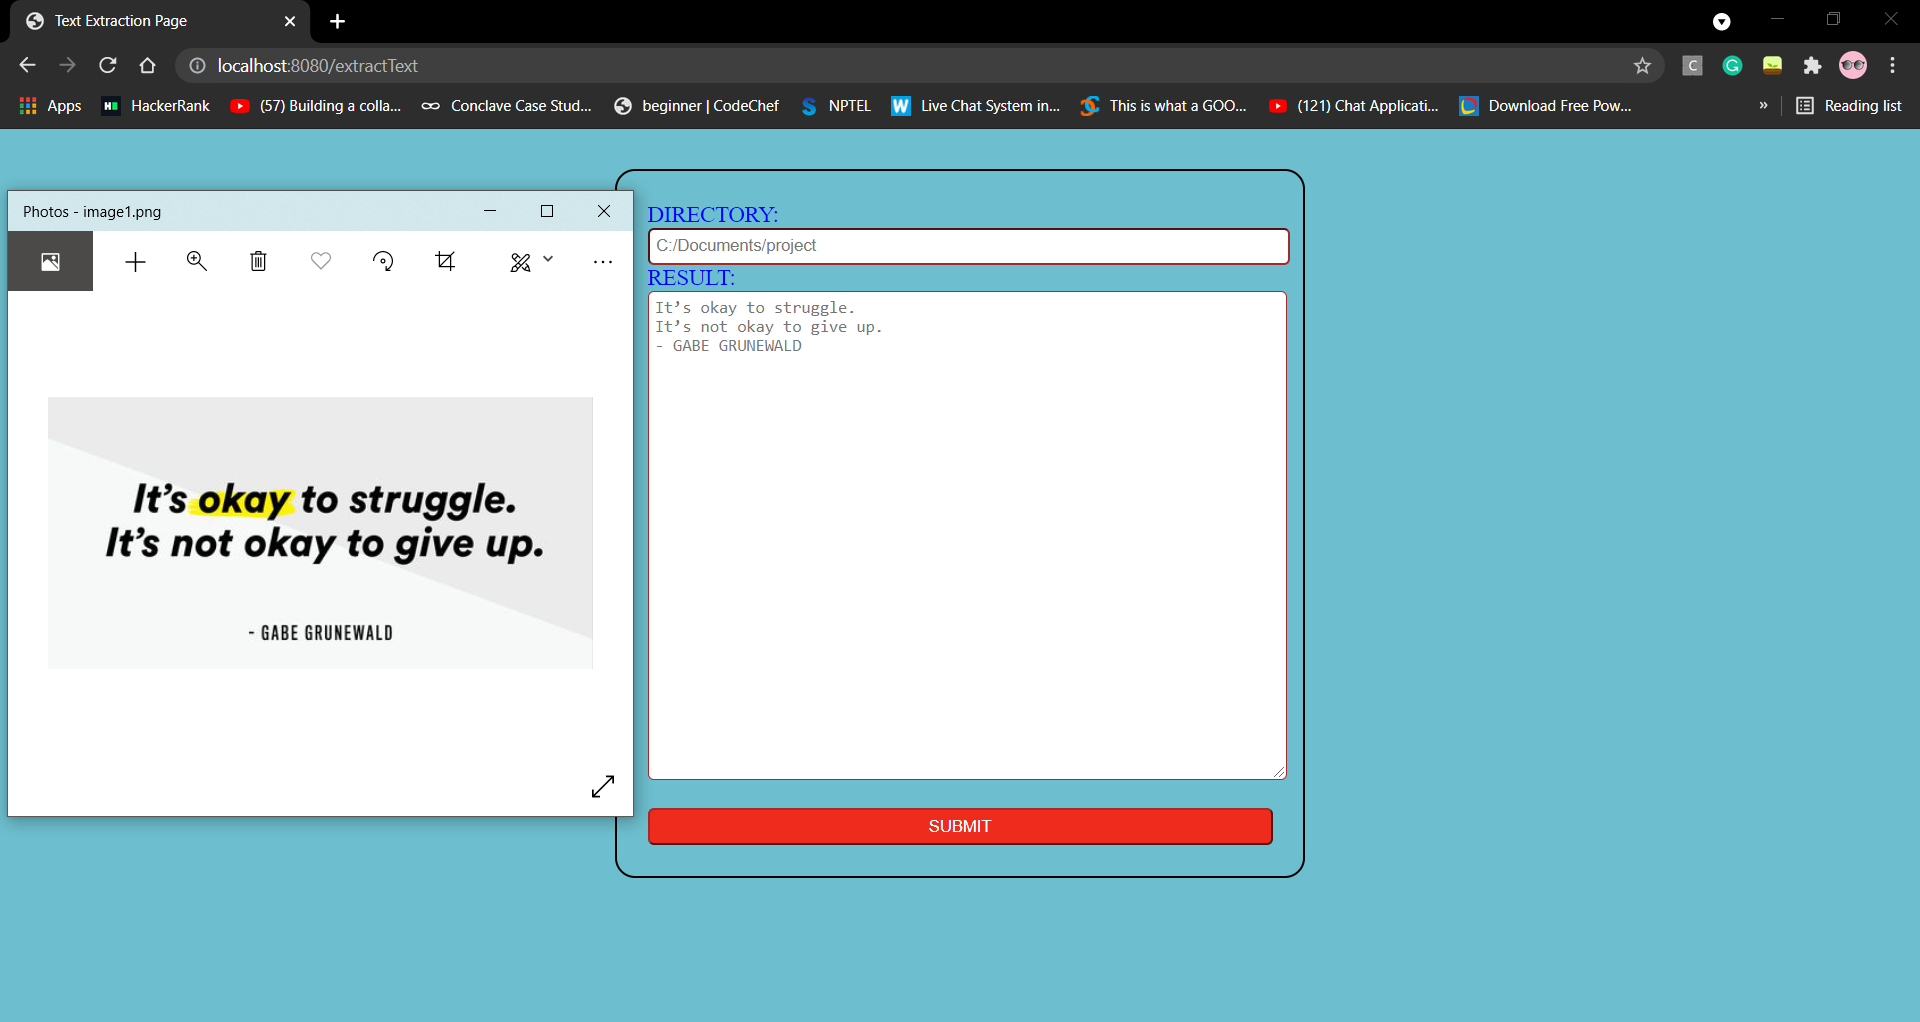 Text Extraction Page
localhost:8080/extractText
Apps
HackerRank
(57) Building a colla...
Conclave Case Stud...
beginner | CodeChef
NPTEL
Live Chat System in...
This is what a GOO...
(121) Chat Applicati...
Download Free Pow...
»
Reading list
Photos - image1.png
It’s okay to struggle.
It’s not okay to give up.
- GABE GRUNEWALD
DIRECTORY:
C:/Documents/project
RESULT:
It’s okay to struggle.
It’s not okay to give up.
- GABE GRUNEWALD
SUBMIT